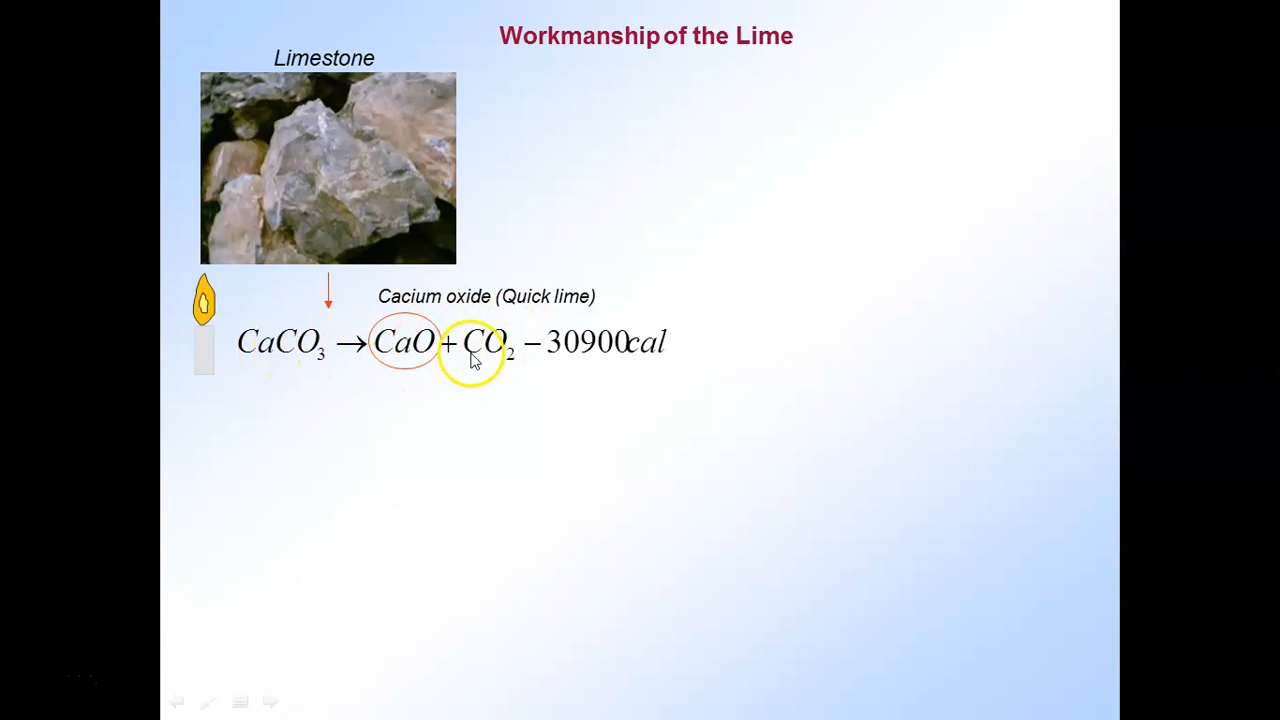 Workmanship of the Lime
Limestone
Cacium oxide (Quick lime)
CaCO₃ → CaO + CO₂ − 30900cal